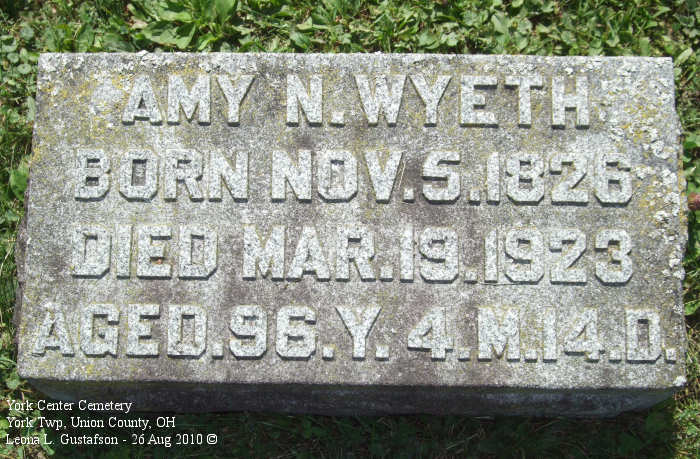 AMY N. WYETH
BORN NOV. 5. 1826
DIED MAR. 19. 1923
AGED. 96. Y. 4. M. 14. D.
York Center Cemetery
York Twp, Union County, OH
Leona L. Gustafson - 26 Aug 2010 ©